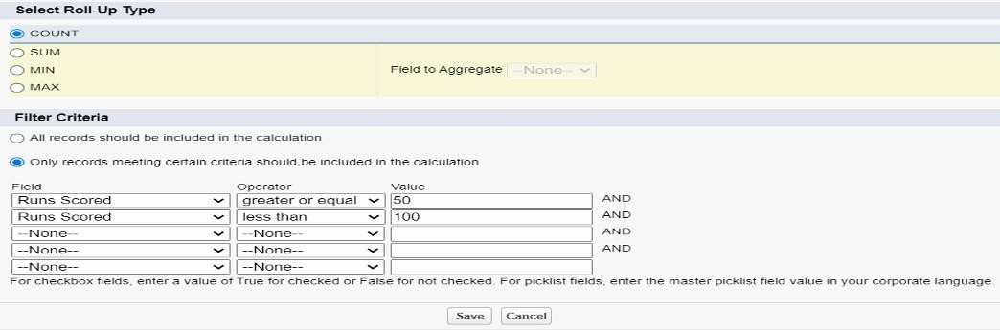 Select Roll-Up Type
COUNT
SUM
MIN
Field to Aggregate --None--
MAX
Filter Criteria
All records should be included in the calculation
Only records meeting certain criteria should be included in the calculation
Field Operator Value
Runs Scored greater or equal 50 AND
Runs Scored less than 100 AND
--None-- --None-- AND
--None-- --None-- AND
--None-- --None--
For checkbox fields, enter a value of True for checked or False for not checked. For picklist fields, enter the master picklist field value in your corporate language.
Save Cancel